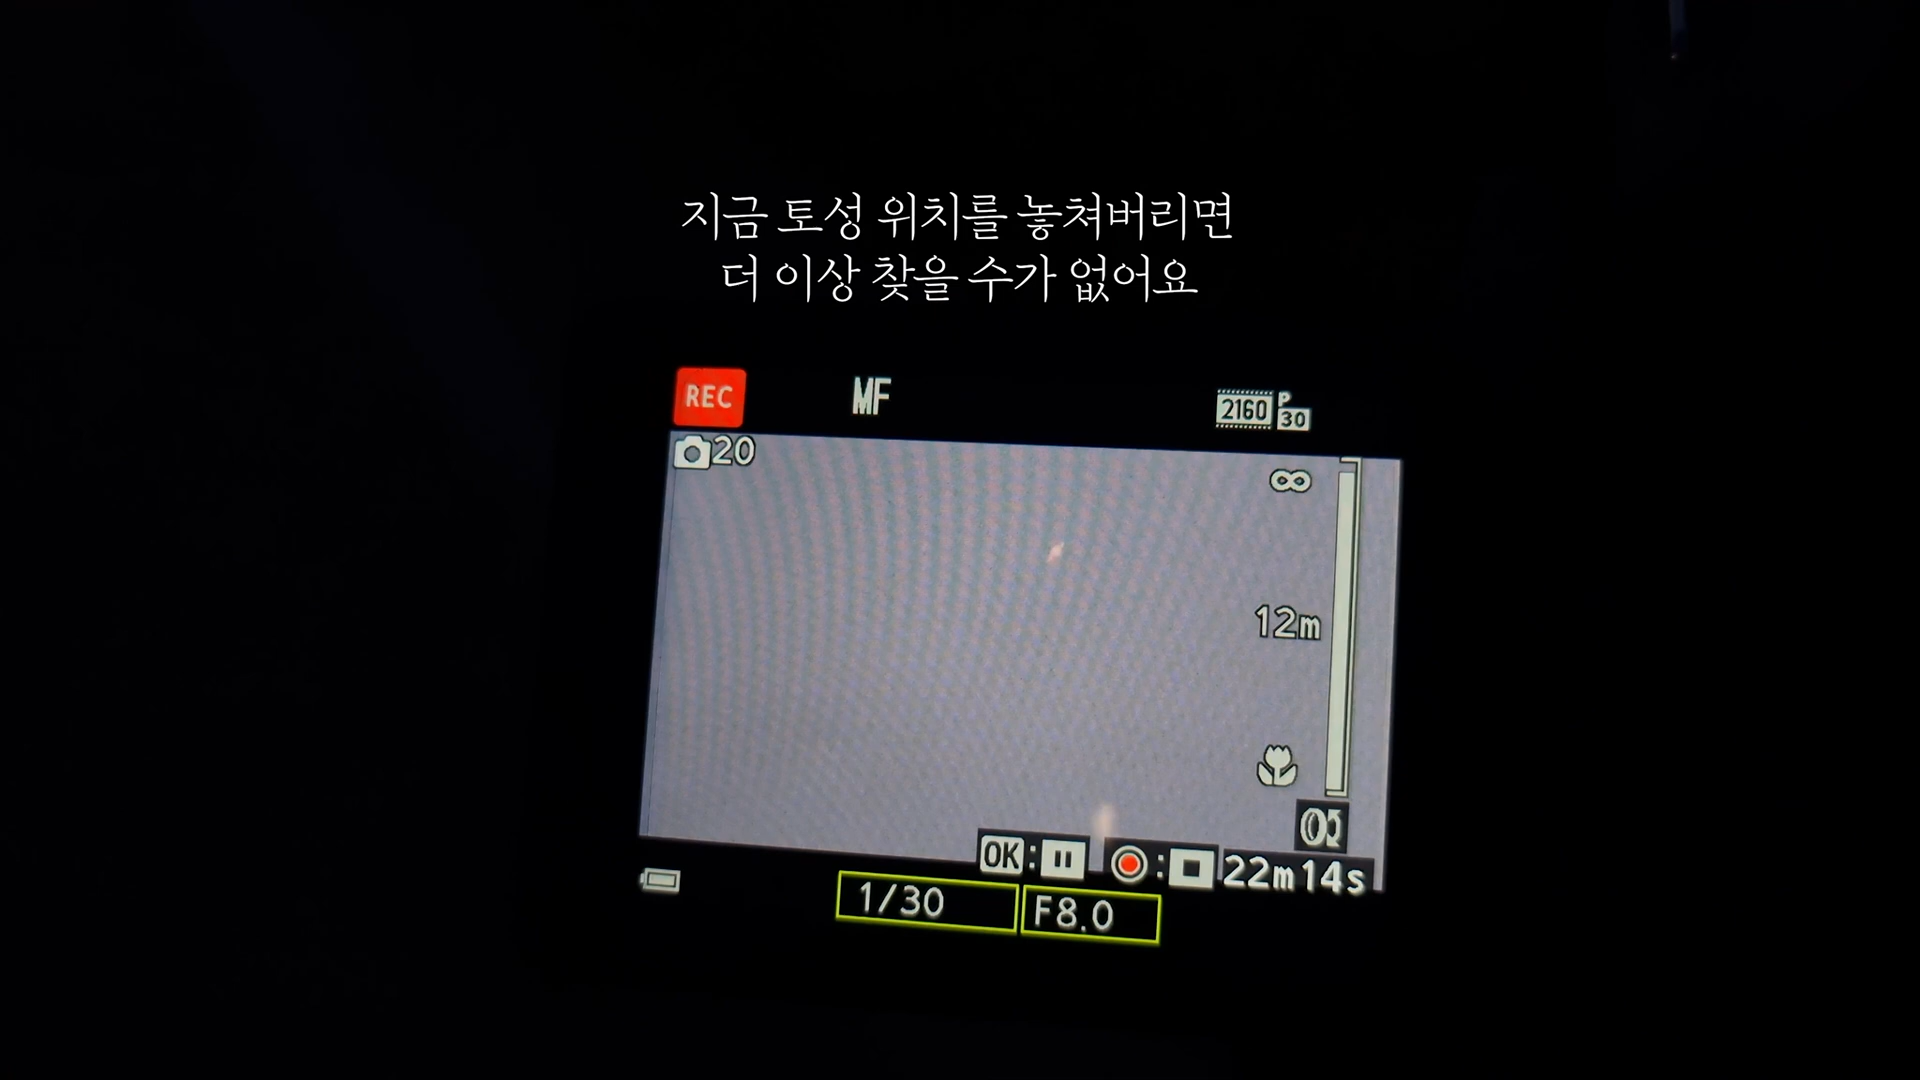 지금 토성 위치를 놓쳐버리면
더 이상 찾을 수가 없어요
REC MF 2160 P 30
20
∞
12m
OK : : 22m14s
1/30 F8.0